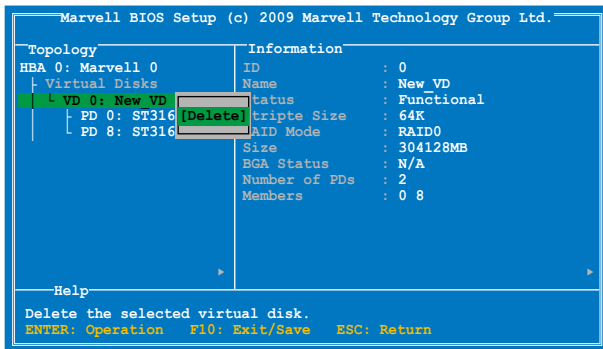 Marvell BIOS Setup (c) 2009 Marvell Technology Group Ltd.
Topology
HBA 0: Marvell 0
Virtual Disks
VD 0: New_VD
PD 0: ST316
PD 8: ST316
[Delete]
Information
ID : 0
Name : New_VD
tatus : Functional
tripte Size : 64K
AID Mode : RAID0
Size : 304128MB
BGA Status : N/A
Number of PDs : 2
Members : 0 8
Help
Delete the selected virtual disk.
ENTER: Operation F10: Exit/Save ESC: Return